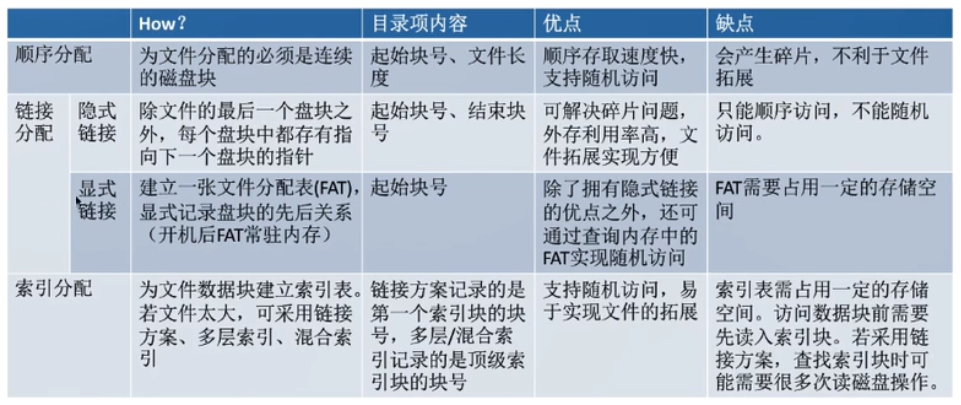 How?
目录项内容
优点
缺点
顺序分配
为文件分配的必须是连续
的磁盘块
起始块号、文件长
度
顺序存取速度快，
支持随机访问
会产生碎片，不利于文件
拓展
链接
分配
隐式
链接
除文件的最后一个盘块之
外，每个盘块中都存有指
向下一个盘块的指针
起始块号、结束块
号
可解决碎片问题，
外存利用率高，文
件拓展实现方便
只能顺序访问，不能随机
访问。
显式
链接
建立一张文件分配表(FAT)，
显式记录盘块的先后关系
（开机后FAT常驻内存）
起始块号
除了拥有隐式链接
的优点之外，还可
通过查询内存中的
FAT实现随机访问
FAT需要占用一定的存储空
间
索引分配
为文件数据块建立索引表。
若文件太大，可采用链接
方案、多层索引、混合索
引
链接方案记录的是
第一个索引块的块
号，多层/混合索
引记录的是顶级索
引块的块号
支持随机访问，易
于实现文件的拓展
索引表需占用一定的存储
空间。访问数据块前需要
先读入索引块。若采用链
接方案，查找索引块时可
能需要很多次读磁盘操作。